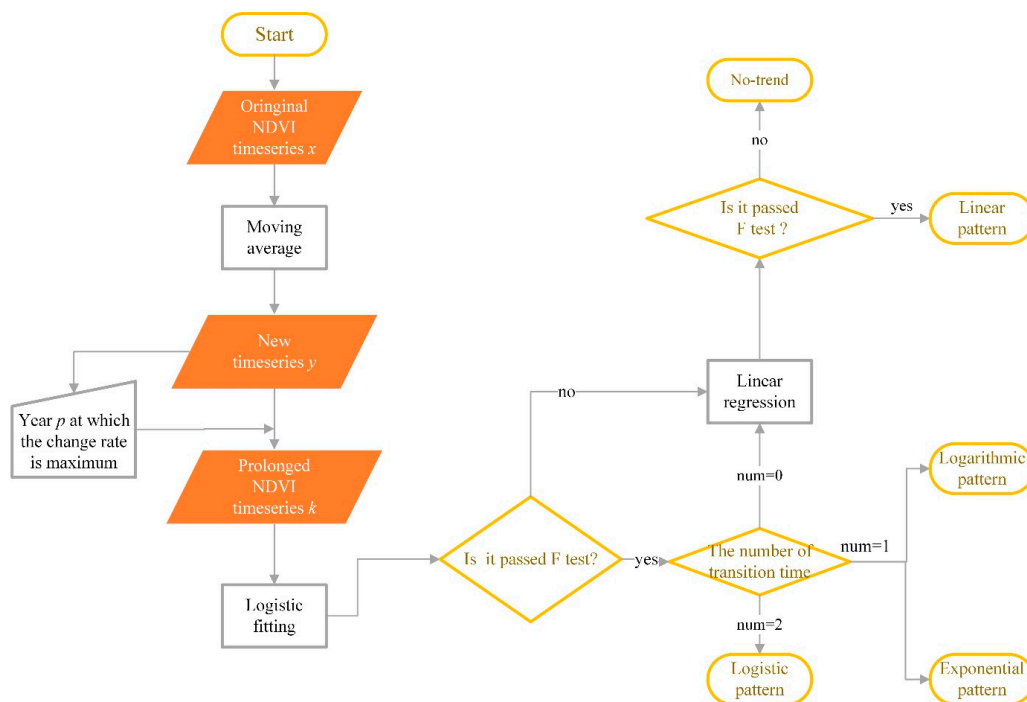 Start
Oringinal
NDVI
timeseries x
Moving
average
New
timeseries y
Year p at which
the change rate
is maximum
Prolonged
NDVI
timeseries k
Logistic
fitting
Is it passed F test?
no
yes
The number of
transition time
num=0
num=1
num=2
Linear
regression
Is it passed
F test ?
no
No-trend
yes
Linear
pattern
Logarithmic
pattern
Exponential
pattern
Logistic
pattern